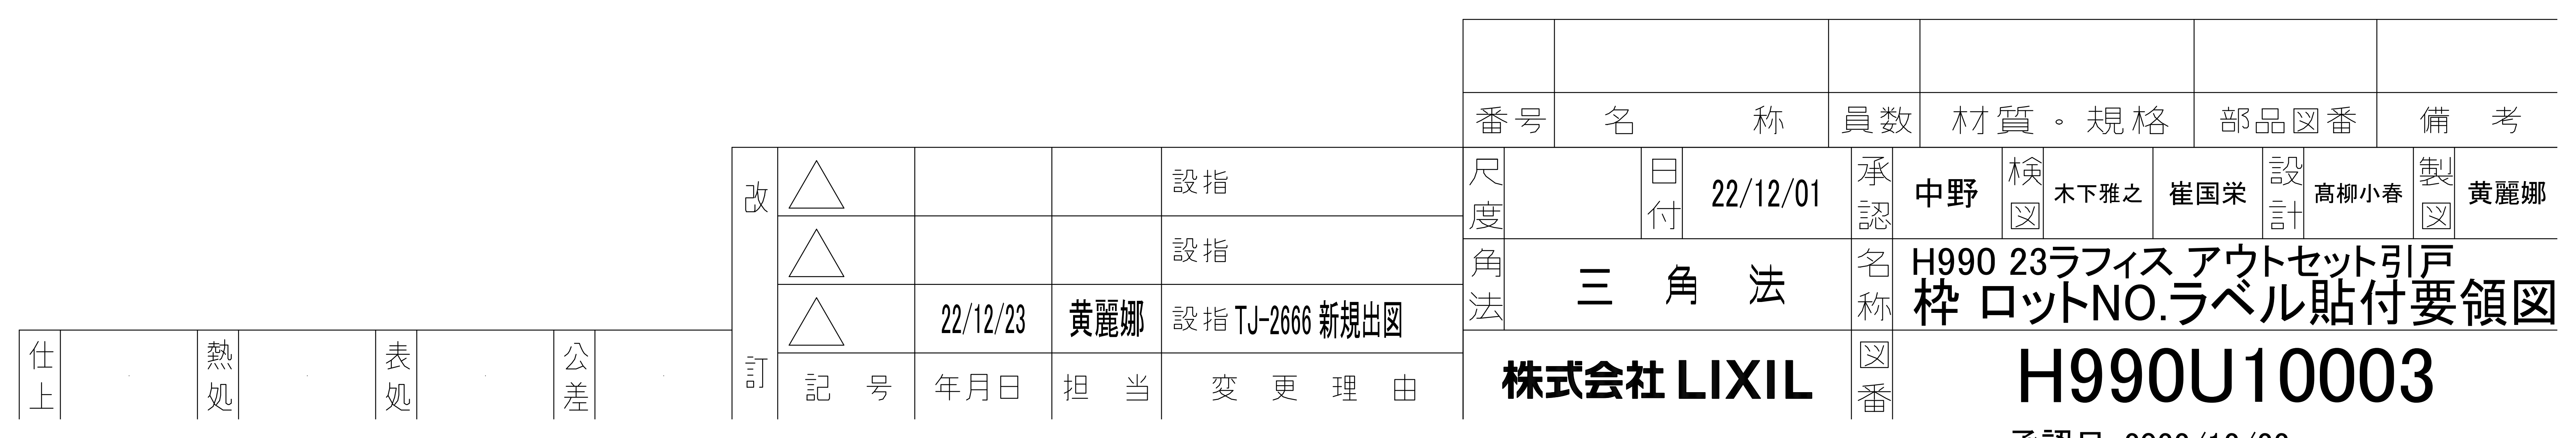 番号 名称 員数 材質・規格 部品図番 備考
改訂
設指
設指
22/12/23 黄麗娜 設指 TJ-2666 新規出図
記号 年月日 担当 変更理由
尺度 日付 22/12/01 承認 中野 検図 木下雅之 崔国栄 設計 髙柳小春 製図 黄麗娜
角法 三角法 名称 H990 23ラフィス アウトセット引戸
枠 ロットNO.ラベル貼付要領図
仕上 熱処 表処 公差
株式会社 LIXIL 図番 H990U10003